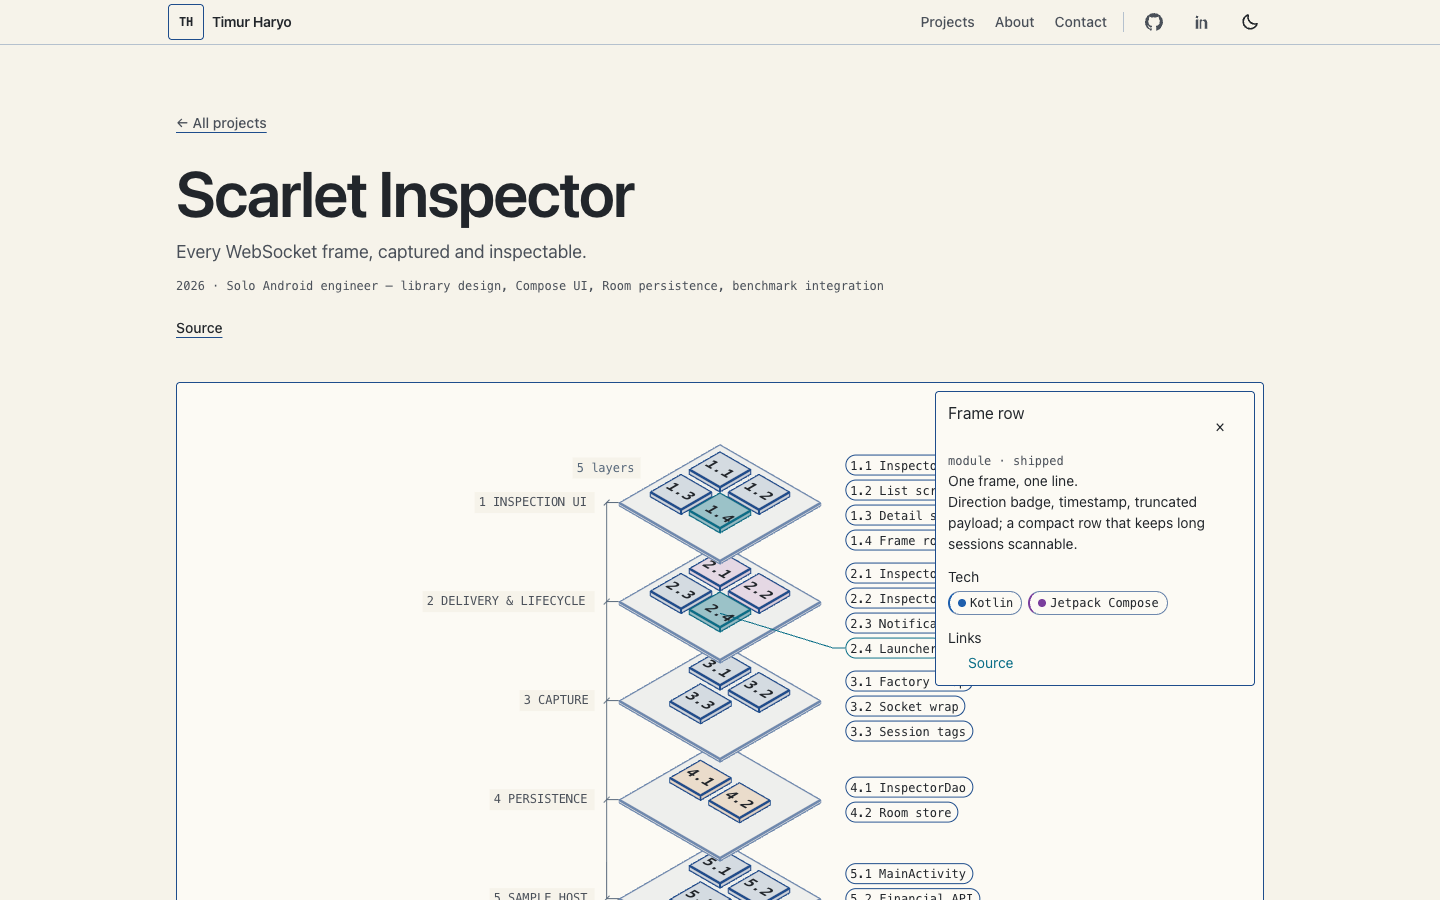 TH Timur Haryo
Projects About Contact
← All projects
Scarlet Inspector
Every WebSocket frame, captured and inspectable.
2026 · Solo Android engineer — library design, Compose UI, Room persistence, benchmark integration
Source
5 layers
1 INSPECTION UI
2 DELIVERY & LIFECYCLE
3 CAPTURE
4 PERSISTENCE
5 SAMPLE HOST
1.1
1.3
1.2
1.4
2.1
2.3
2.2
2.4
3.1
3.2
3.3
4.1
4.2
5.1
5.2
1.1 Inspecto
1.2 List scr
1.3 Detail s
1.4 Frame ro
2.1 Inspecto
2.2 Inspecto
2.3 Notifica
2.4 Launcher
3.1 Factory
3.2 Socket wrap
3.3 Session tags
4.1 InspectorDao
4.2 Room store
5.1 MainActivity
5.2 Financial API
Frame row
×
module · shipped
One frame, one line.
Direction badge, timestamp, truncated
payload; a compact row that keeps long
sessions scannable.
Tech
Kotlin
Jetpack Compose
Links
Source